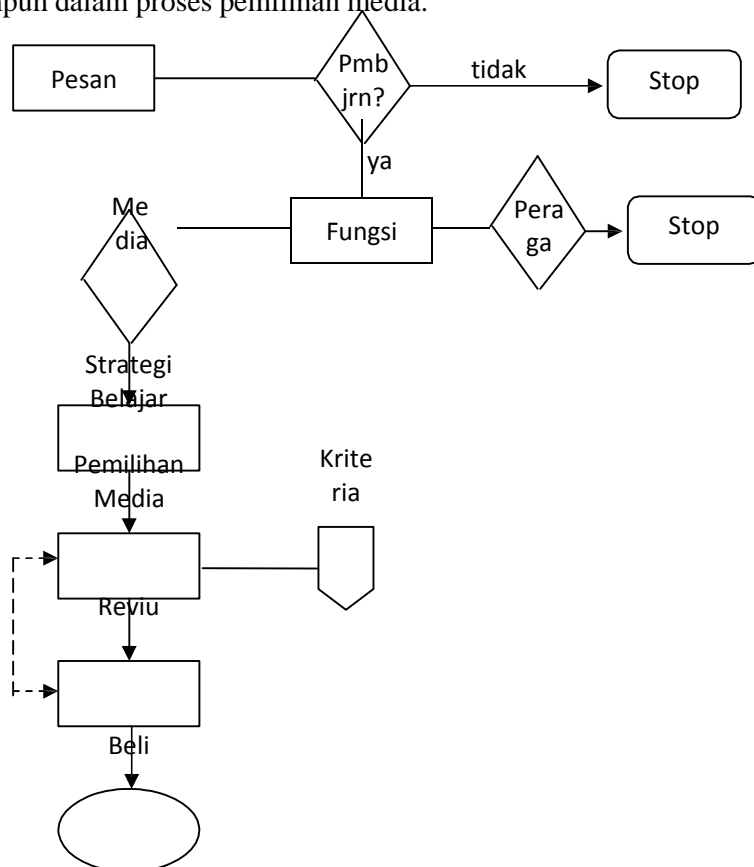 mpun dalam proses pemilihan media.
Pesan
Pmb
jrn?
tidak
Stop
ya
Me
dia
Fungsi
Pera
ga
Stop
Strategi
Belajar
Pemilihan
Media
Krite
ria
Reviu
Beli